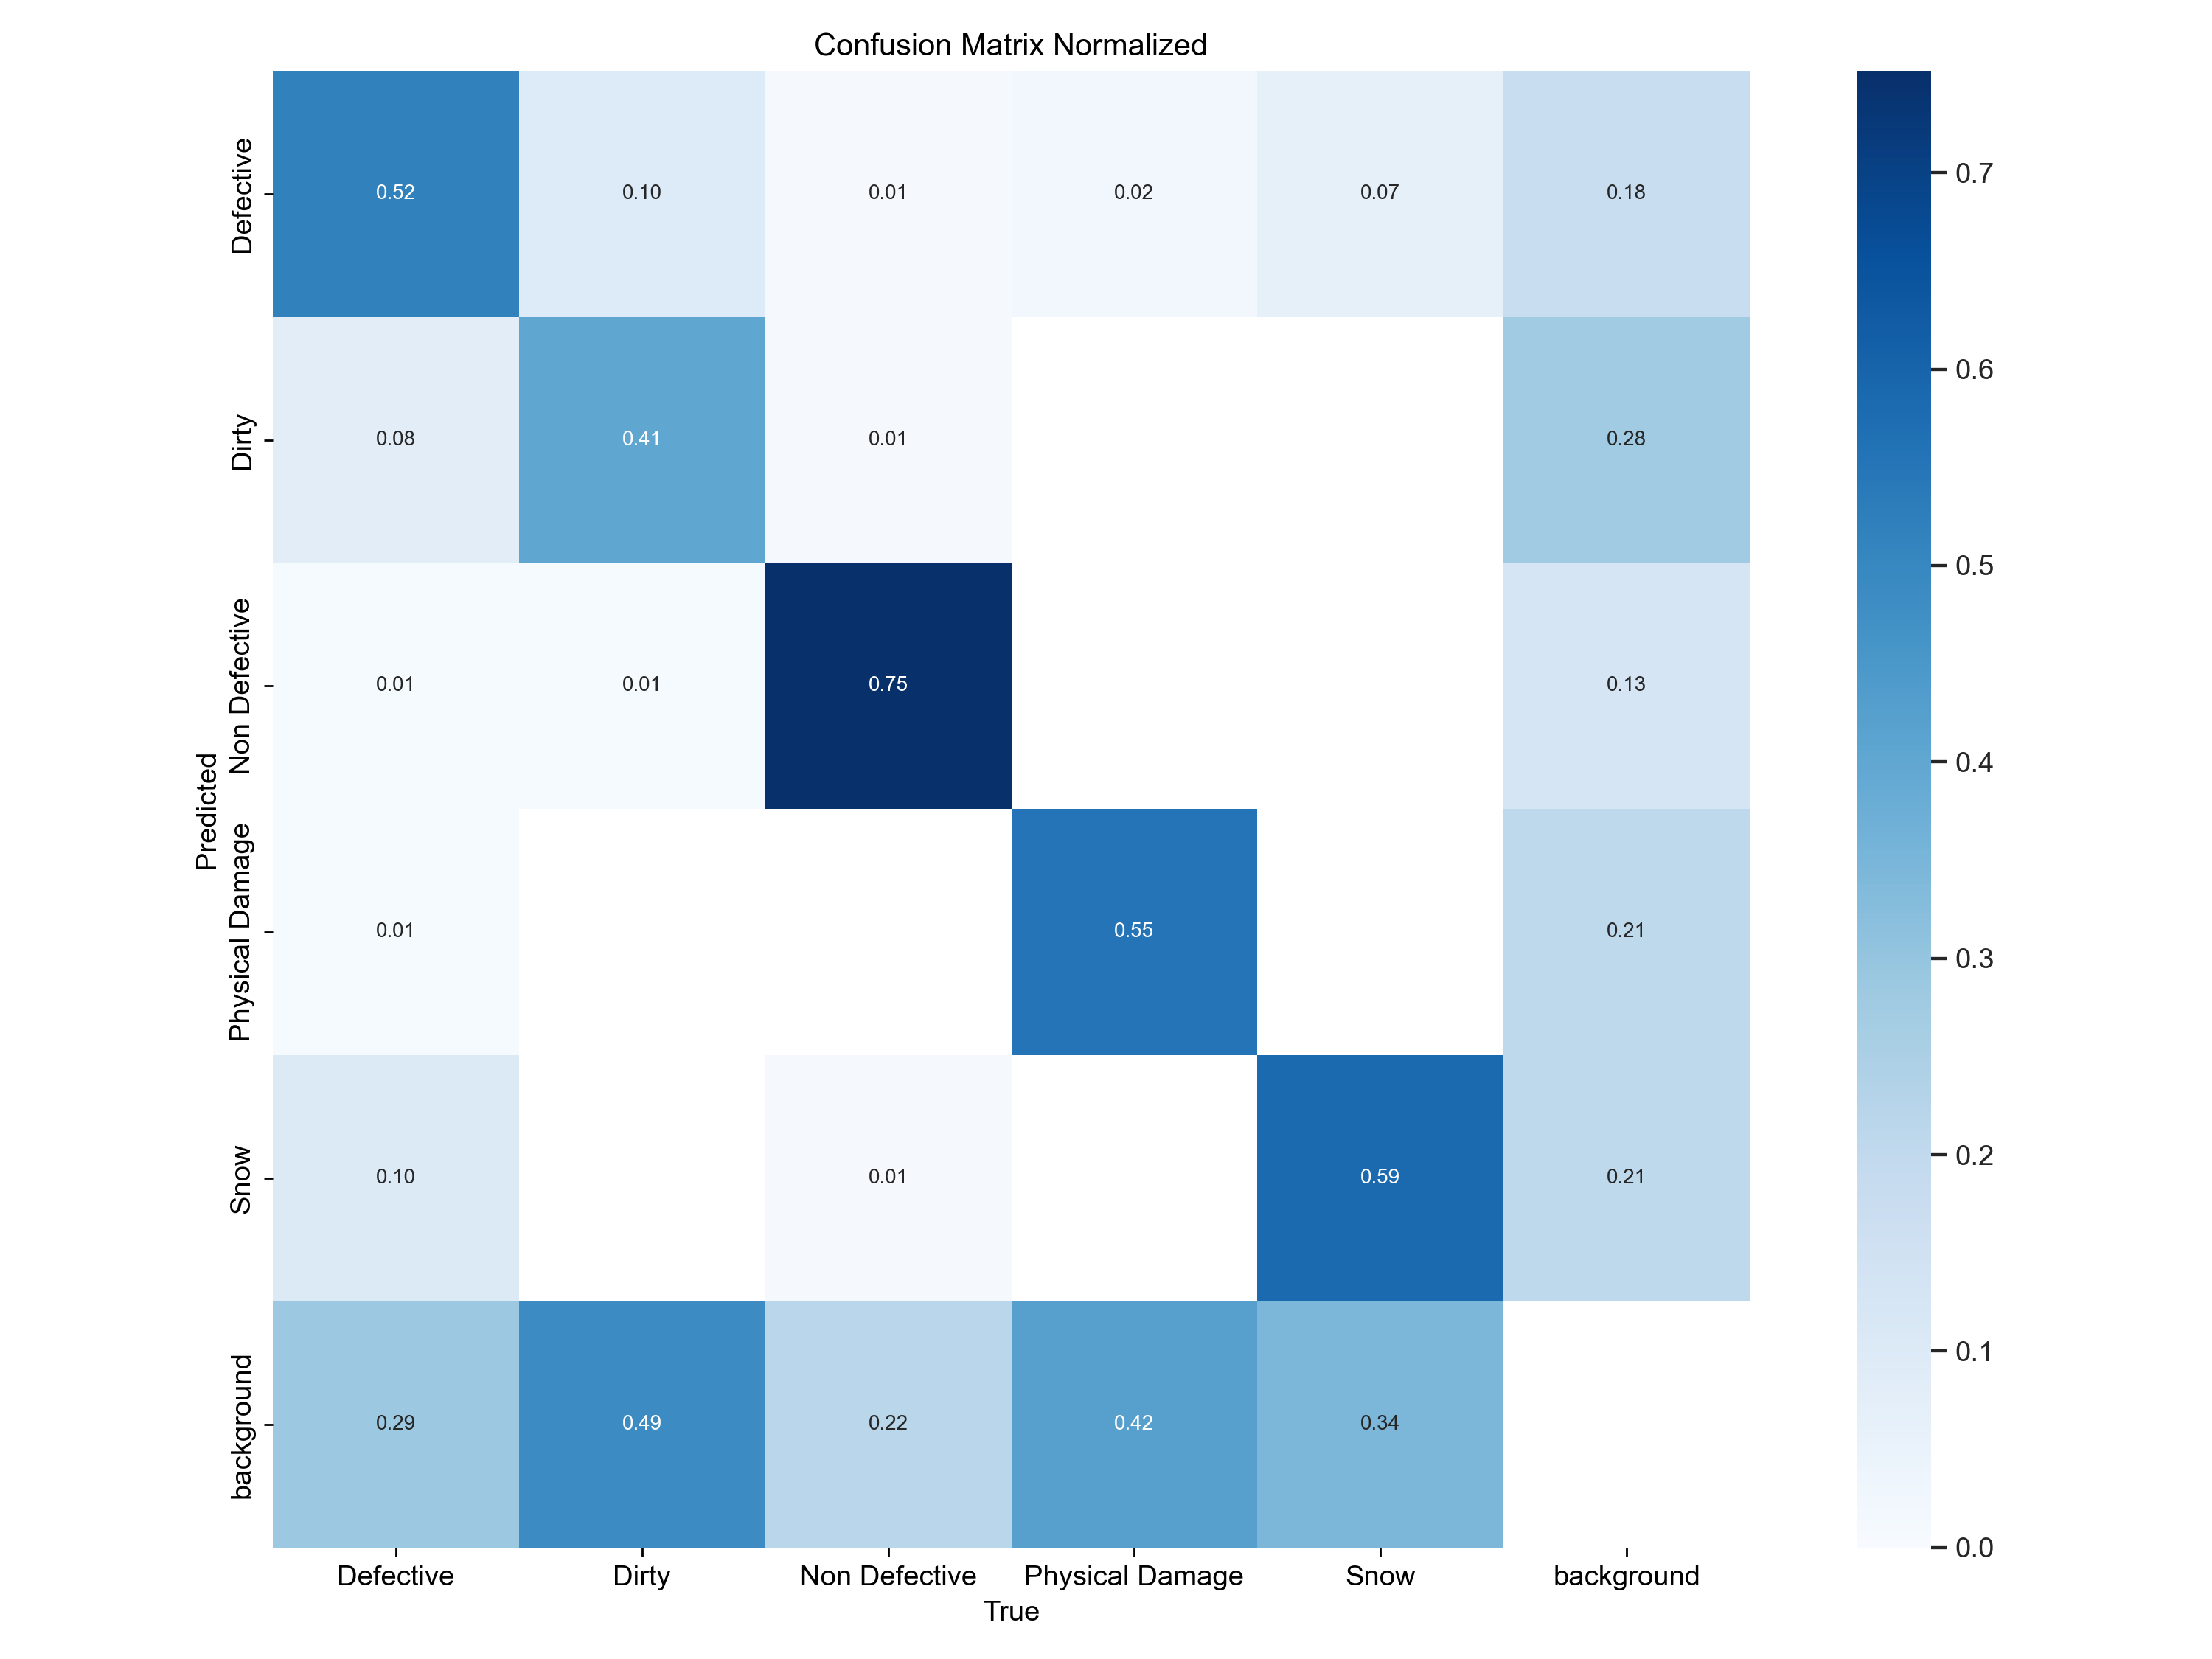 Confusion Matrix Normalized
Predicted
Defective
0.52 0.10 0.01 0.02 0.07 0.18
Dirty
0.08 0.41 0.01 0.28
Non Defective
0.01 0.01 0.75 0.13
Physical Damage
0.01 0.55 0.21
Snow
0.10 0.01 0.59 0.21
background
0.29 0.49 0.22 0.42 0.34
Defective Dirty Non Defective Physical Damage Snow background
True
0.7
0.6
0.5
0.4
0.3
0.2
0.1
0.0